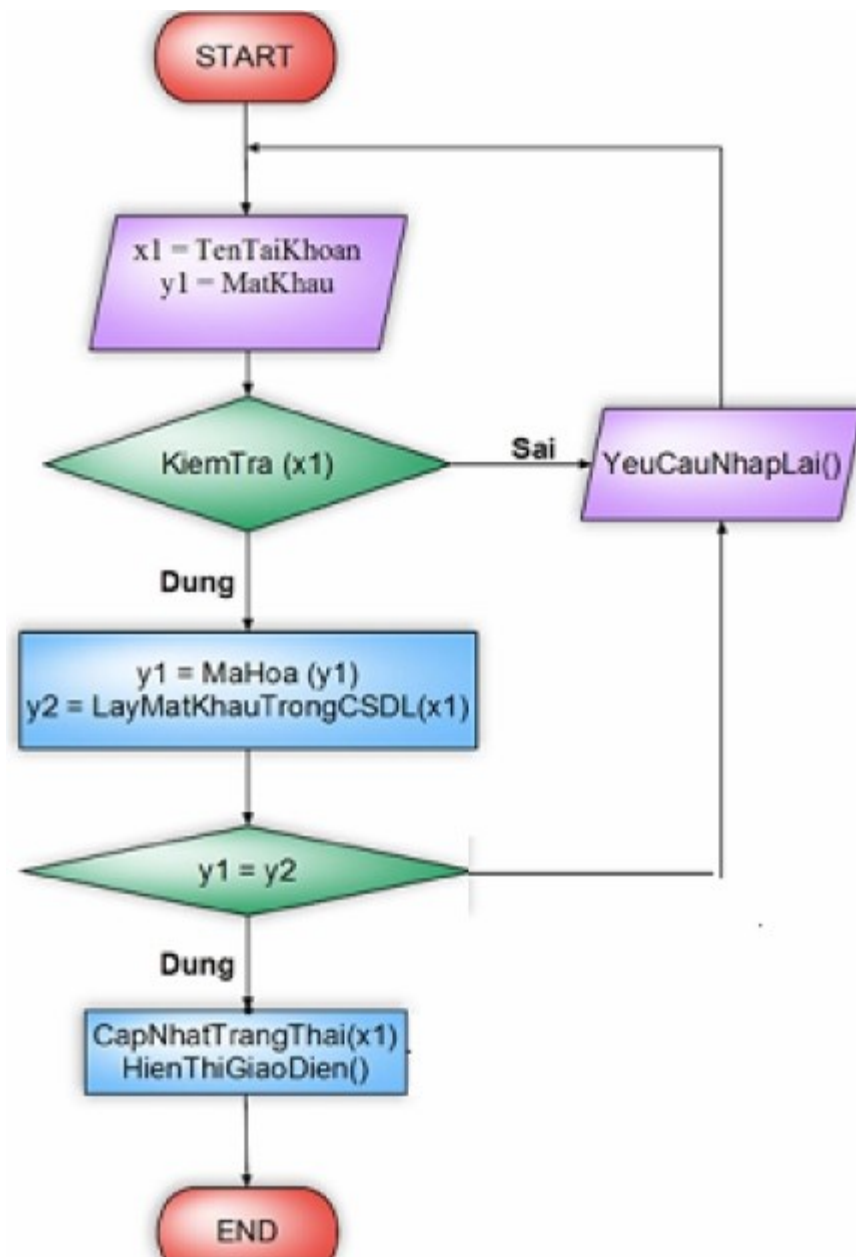 START
x1 = TenTaiKhoan
y1 = MatKhau
KiemTra (x1)
Sai
YeuCauNhapLai()
Dung
y1 = MaHoa (y1)
y2 = LayMatKhauTrongCSDL(x1)
y1 = y2
Dung
CapNhatTrangThai(x1)
HienThiGiaoDien()
END